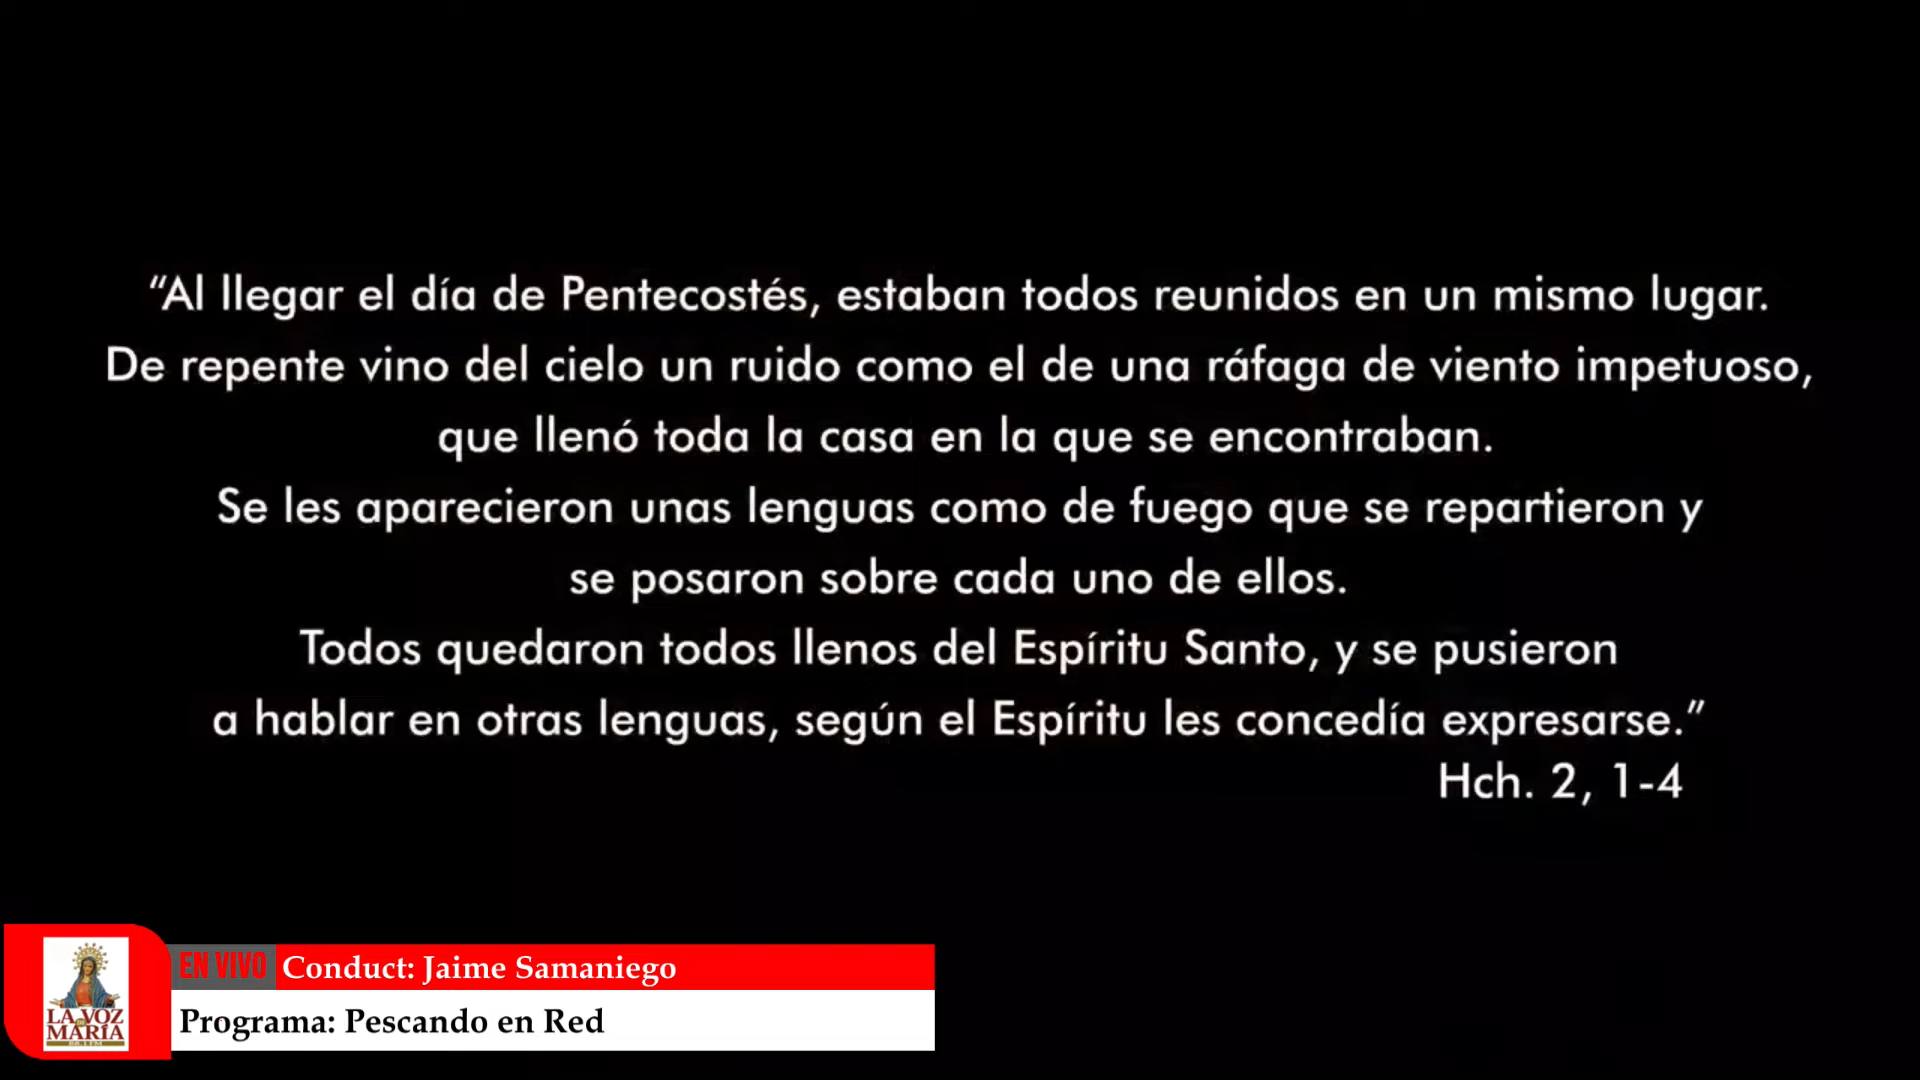 “Al llegar el día de Pentecostés, estaban todos reunidos en un mismo lugar.
De repente vino del cielo un ruido como el de una ráfaga de viento impetuoso,
que llenó toda la casa en la que se encontraban.
Se les aparecieron unas lenguas como de fuego que se repartieron y
se posaron sobre cada uno de ellos.
Todos quedaron todos llenos del Espíritu Santo, y se pusieron
a hablar en otras lenguas, según el Espíritu les concedía expresarse.”
Hch. 2, 1-4
EN VIVO Conduct: Jaime Samaniego
Programa: Pescando en Red
LA VOZ
MARÍA